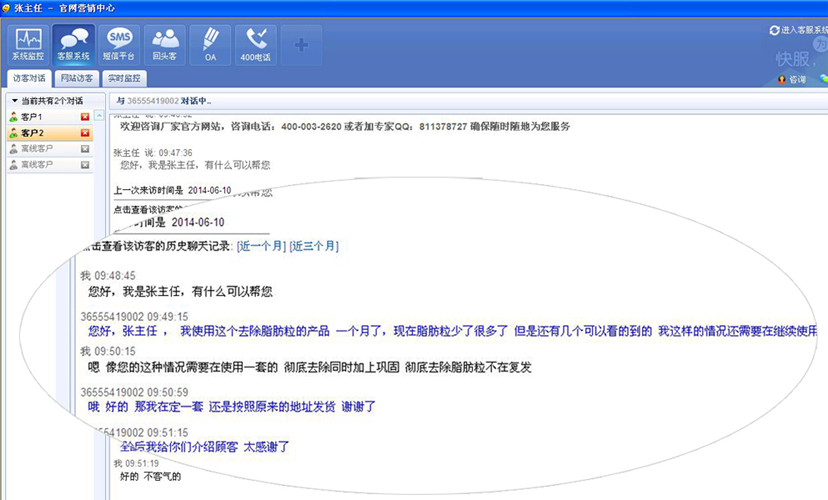 张主任 - 官网营销中心
系统监控
客服系统
SMS
短信平台
回头客
OA
400电话
进入客服系统
快服
咨询
访客对话
网站访客
实时监控
当前共有2个对话
客户1
客户2
离线客户
离线客户
与 36555419002 对话中..
欢迎咨询厂家官方网站，咨询电话：400-003-2620 或者加专家QQ：811378727 确保随时随地为您服务
张主任 说: 09:47:36
您好，我是张主任，有什么可以帮您
上一次来访时间是 2014-06-10
点击查看该访客的
时间是 2014-06-10
点击查看该访客的历史聊天记录: [近一个月] [近三个月]
我 09:48:45
您好，我是张主任，有什么可以帮您
36555419002 09:49:15
您好，张主任 ， 我使用这个去除脂肪粒的产品 一个月了，现在脂肪粒少了很多了 但是还有几个可以看的到的 我这样的情况还需要在继续使用
我 09:50:15
嗯 像您的这种情况需要在使用一套的 彻底去除同时加上巩固 彻底去除脂肪粒不在复发
36555419002 09:50:59
哦 好的 那我在定一套 还是按照原来的地址发货 谢谢了
36555419002 09:51:15
后我给你们介绍顾客 太感谢了
我 09:51:19
好的 不客气的